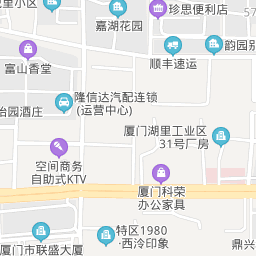 里小区
嘉湖花园
珍思便利店
57
韵园别
富山香堂
顺丰速运
隆信达汽配连锁
(运营中心)
怡园酒庄
厦门湖里工业区
31号厂房
空间商务
自助式KTV
厦门科荣
办公家具
特区1980
-西泠印象
厦门市联盛大厦
鼎兴